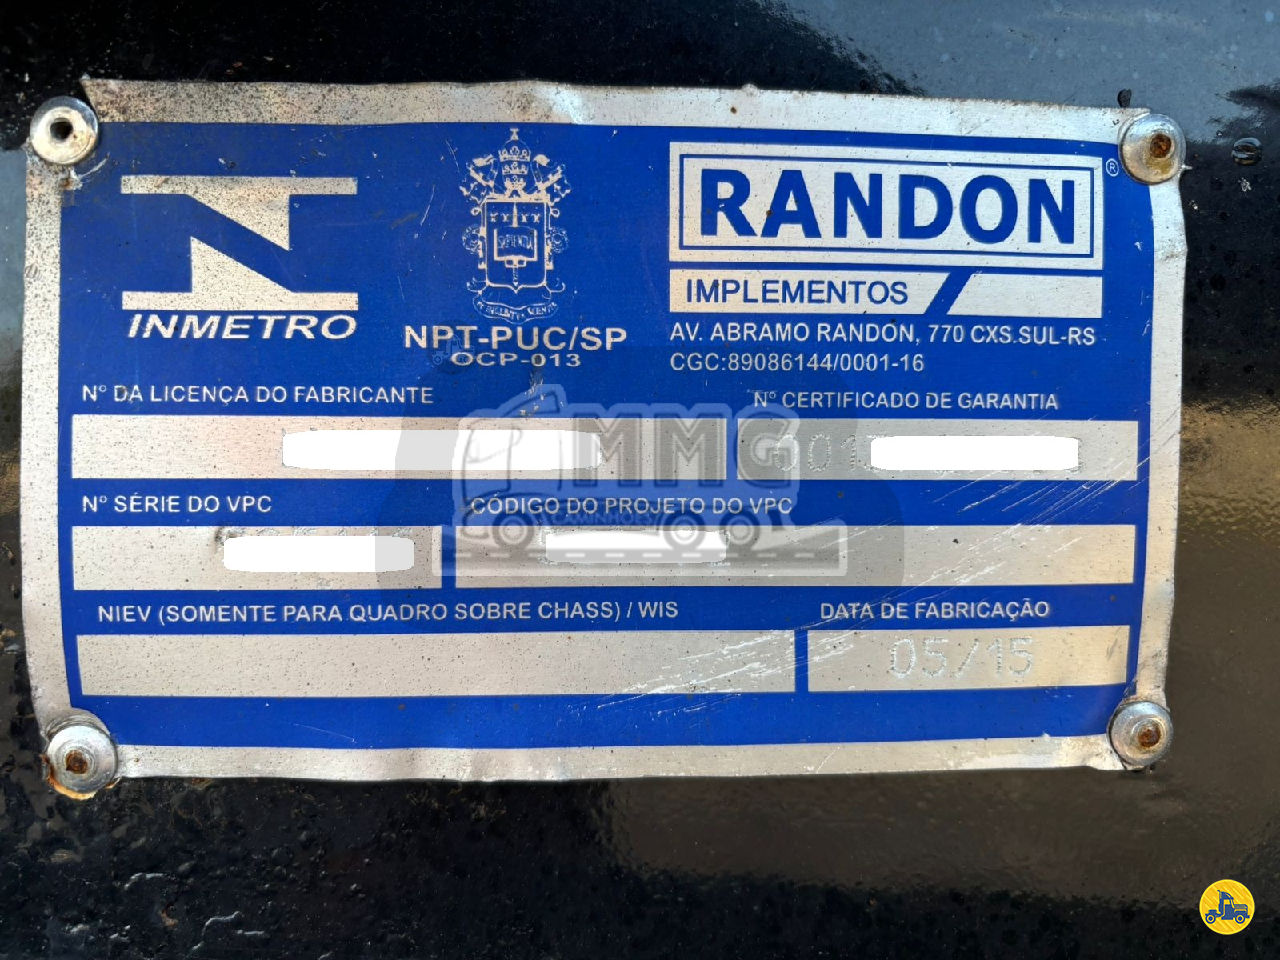 INMETRO
SAPIENTIA
NPT-PUC/SP
OCP-013
RANDON®
IMPLEMENTOS
AV. ABRAMO RANDON, 770 CXS.SUL-RS
CGC:89086144/0001-16
Nº DA LICENÇA DO FABRICANTE
Nº CERTIFICADO DE GARANTIA
MMG
CAMINHÕES
Nº SÉRIE DO VPC
CÓDIGO DO PROJETO DO VPC
NIEV (SOMENTE PARA QUADRO SOBRE CHASS) / WIS
DATA DE FABRICAÇÃO
05/15